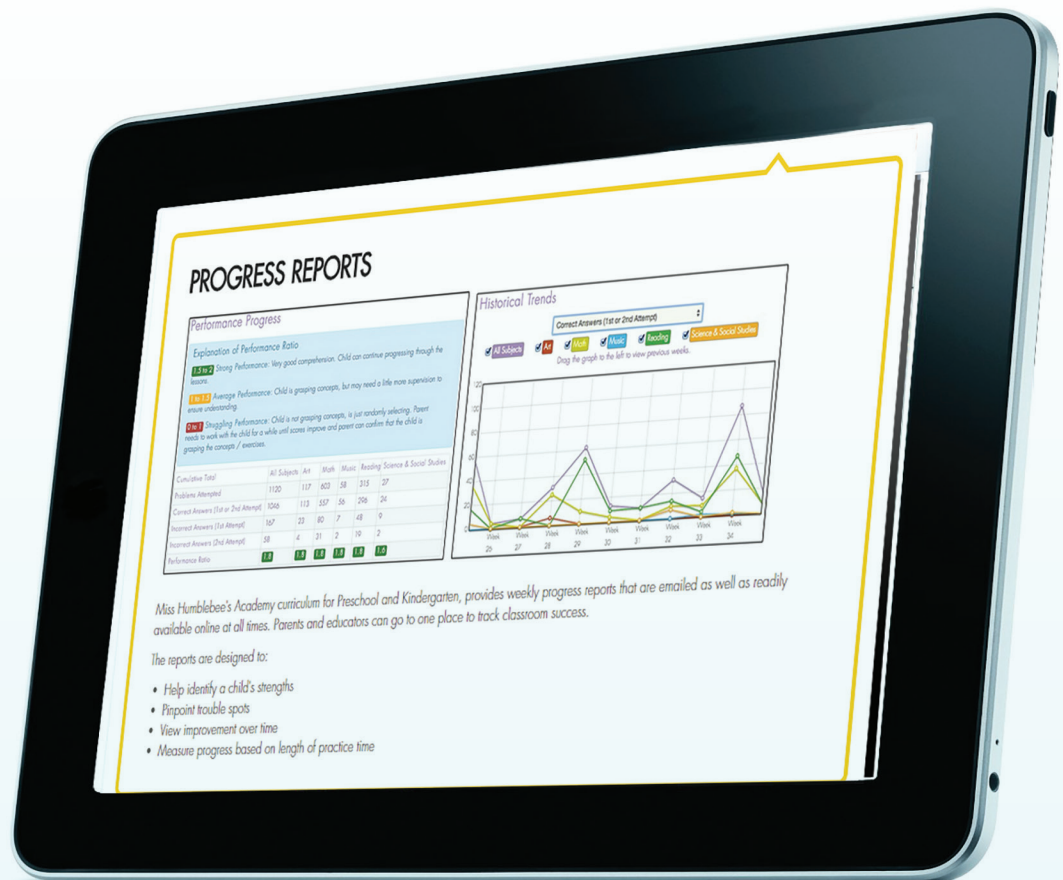 PROGRESS REPORTS
Performance Progress
Explanation of Performance Ratio
1.5 to 2 Strong Performance: Very good comprehension. Child can continue progressing through the
lessons.
1 to 1.5 Average Performance: Child is grasping concepts, but may need a little more supervision to
ensure understanding.
0 to 1 Struggling Performance: Child is not grasping concepts, is just randomly selecting. Parent
needs to work with the child for a while until scores improve and parent can confirm that the child is
grasping the concepts / exercises.
Cumulative Total All Subjects Art Math Music Reading Science & Social Studies
Problems Attempted 1120 117 603 58 315 27
Correct Answers (1st or 2nd Attempt) 1046 113 557 56 296 24
Incorrect Answers (1st Attempt) 167 23 80 7 48 9
Incorrect Answers (2nd Attempt) 58 4 31 2 19 2
Performance Ratio 1.8 1.8 1.8 1.8 1.8 1.6
Historical Trends
Correct Answers (1st or 2nd Attempt)
All Subjects Art Math Music Reading Science & Social Studies
Drag the graph to the left to view previous weeks.
80
60
40
20
0
Week Week Week Week Week Week Week Week Week
26 27 28 29 30 31 32 33 34
Miss Humblebee's Academy curriculum for Preschool and Kindergarten, provides weekly progress reports that are emailed as well as readily
available online at all times. Parents and educators can go to one place to track classroom success.
The reports are designed to:
• Help identify a child's strengths
• Pinpoint trouble spots
• View improvement over time
• Measure progress based on length of practice time